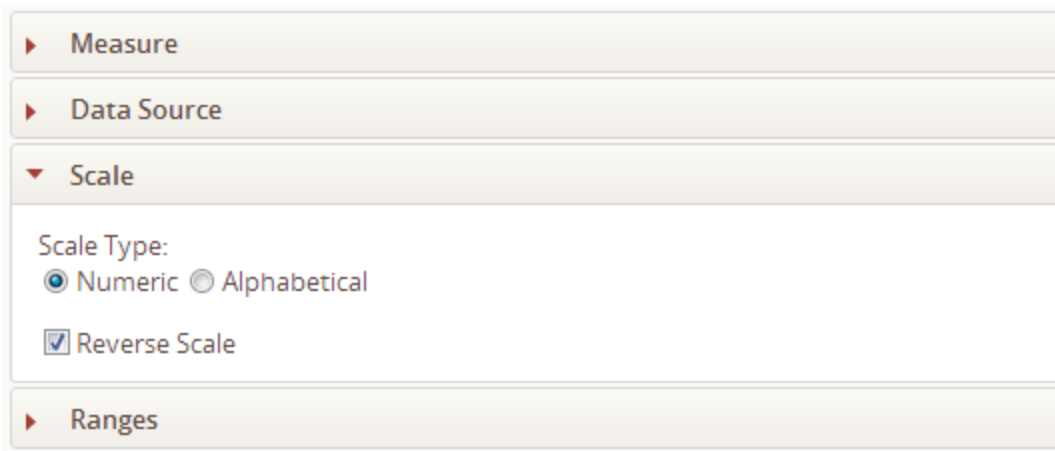 Measure
Data Source
Scale
Scale Type:
Numeric Alphabetical
Reverse Scale
Ranges